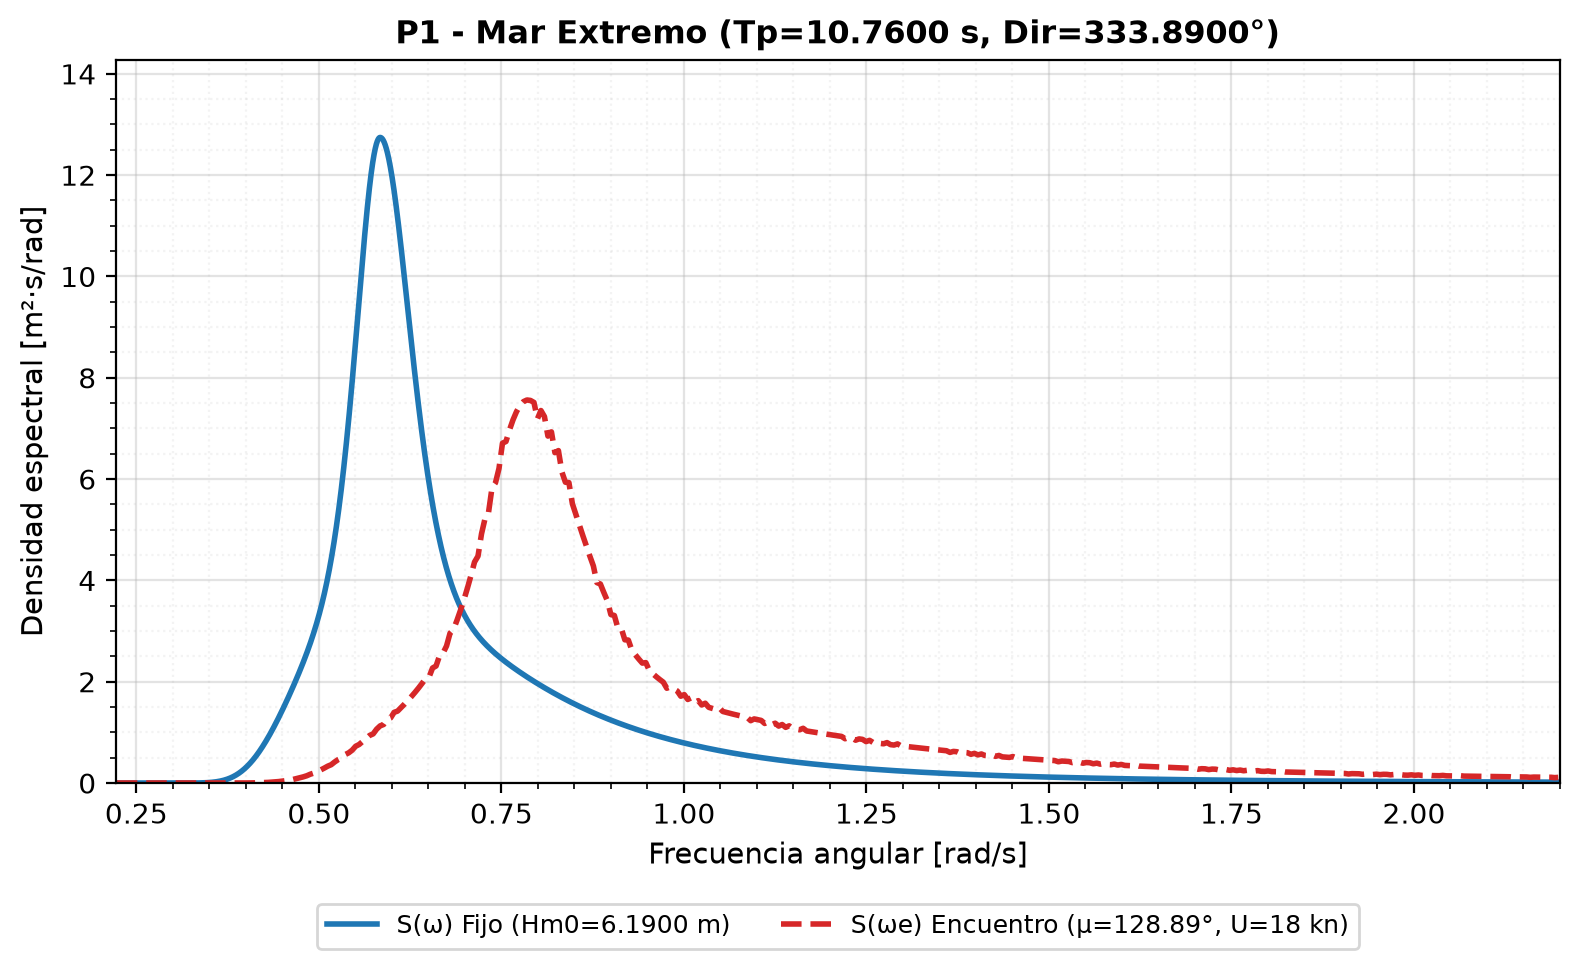 P1 - Mar Extremo (Tp=10.7600 s, Dir=333.8900°)
Densidad espectral [m²·s/rad]
14
12
10
8
6
4
2
0
0.25 0.50 0.75 1.00 1.25 1.50 1.75 2.00
Frecuencia angular [rad/s]
S(ω) Fijo (Hm0=6.1900 m) S(ωe) Encuentro (μ=128.89°, U=18 kn)